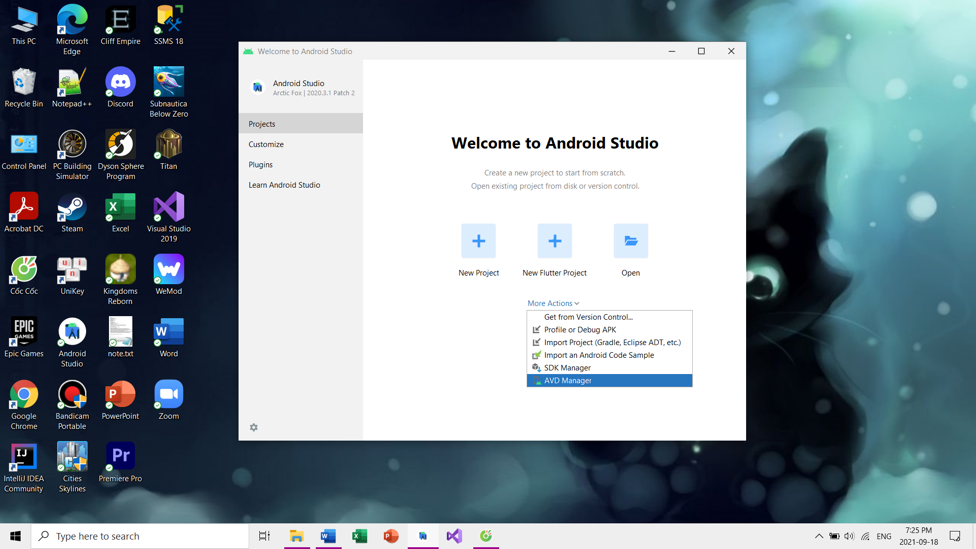 This PC
Microsoft
Edge
Cliff Empire
SSMS 18
Recycle Bin
Notepad++
Discord
Subnautica
Below Zero
Control Panel
PC Building
Simulator
Dyson Sphere
Program
Titan
Acrobat DC
Steam
Excel
Visual Studio
2019
Cốc Cốc
UniKey
Kingdoms
Reborn
WeMod
Epic Games
Android
Studio
note.txt
Word
Google
Chrome
Bandicam
Portable
PowerPoint
Zoom
IntelliJ IDEA
Community
Cities
Skylines
Premiere Pro
Welcome to Android Studio
Android Studio
Arctic Fox | 2020.3.1 Patch 2
Projects
Customize
Plugins
Learn Android Studio
Welcome to Android Studio
Create a new project to start from scratch.
Open existing project from disk or version control.
New Project
New Flutter Project
Open
More Actions
Get from Version Control...
Profile or Debug APK
Import Project (Gradle, Eclipse ADT, etc.)
Import an Android Code Sample
SDK Manager
AVD Manager
Type here to search
ENG
7:25 PM
2021-09-18